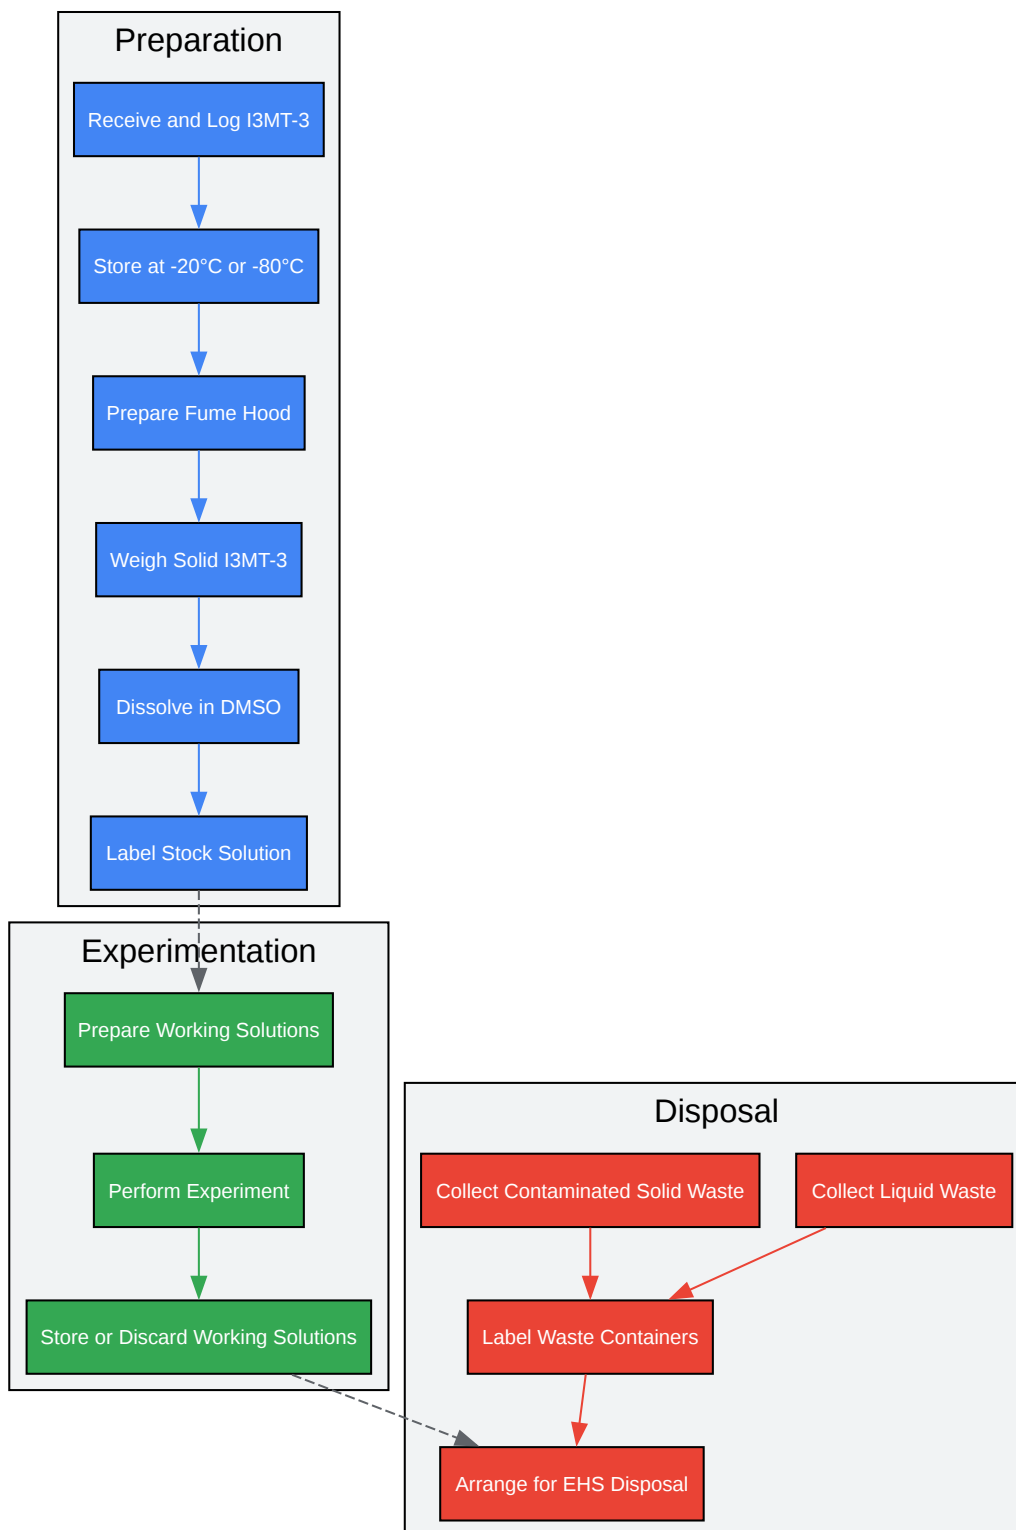 Preparation
Receive and Log I3MT-3
Store at -20°C or -80°C
Prepare Fume Hood
Weigh Solid I3MT-3
Dissolve in DMSO
Label Stock Solution
Experimentation
Prepare Working Solutions
Perform Experiment
Store or Discard Working Solutions
Disposal
Collect Contaminated Solid Waste
Collect Liquid Waste
Label Waste Containers
Arrange for EHS Disposal